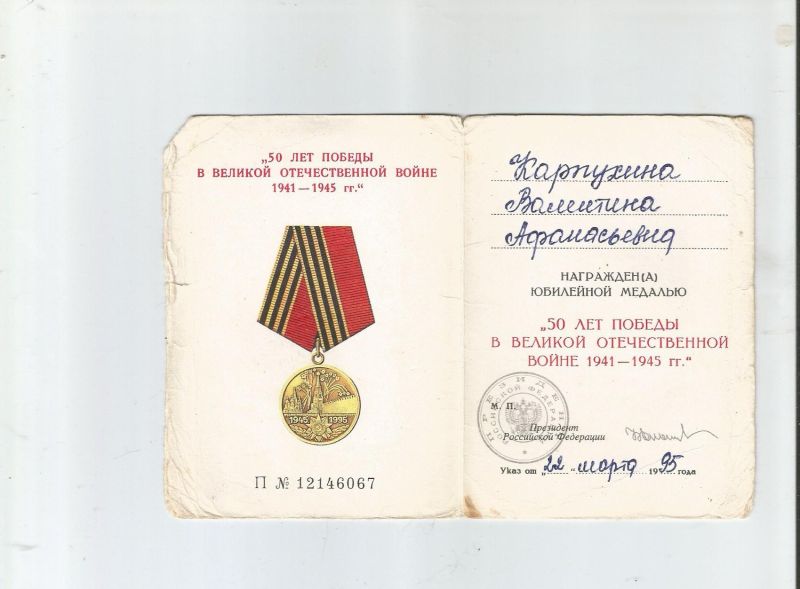 „50 ЛЕТ ПОБЕДЫ
В ВЕЛИКОЙ ОТЕЧЕСТВЕННОЙ ВОЙНЕ
1941—1945 гг.“
1945 1995
П № 12146067
Карпухина
Валентина
Афанасьевна
НАГРАЖДЕН(А)
ЮБИЛЕЙНОЙ МЕДАЛЬЮ
„50 ЛЕТ ПОБЕДЫ
В ВЕЛИКОЙ ОТЕЧЕСТВЕННОЙ
ВОЙНЕ 1941—1945 гг.“
М. П.
Президент
Российской Федерации
Указ от „22“ марта 1995 года